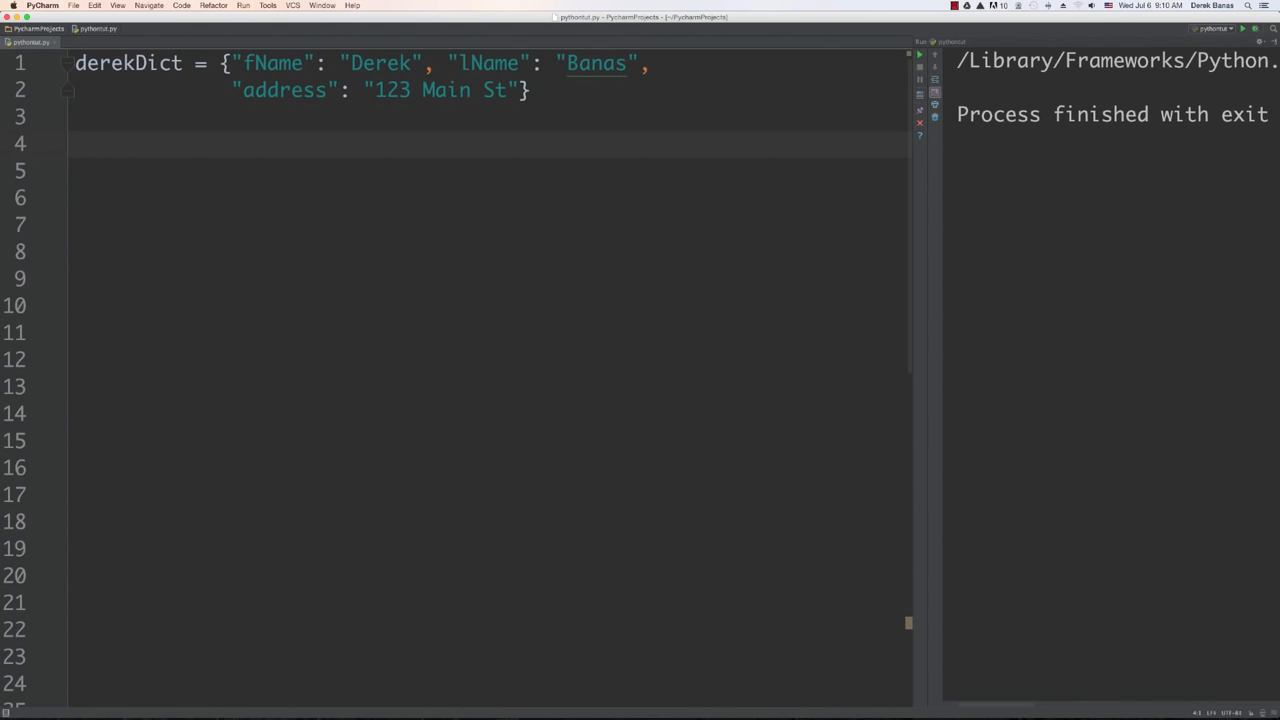 PyCharm File Edit View Navigate Code Refactor Run Tools VCS Window Help 10 Wed Jul 6 9:10 AM Derek Banas
pythontut.py - PycharmProjects - [~/PycharmProjects]
PycharmProjects pythontut.py pythontut
pythontut.py Run: pythontut
1 derekDict = {"fName": "Derek", "lName": "Banas",
2 "address": "123 Main St"}
3
4
5
6
7
8
9
10
11
12
13
14
15
16
17
18
19
20
21
22
23
24
/Library/Frameworks/Python.
Process finished with exit
4:1 LF÷ UTF-8÷